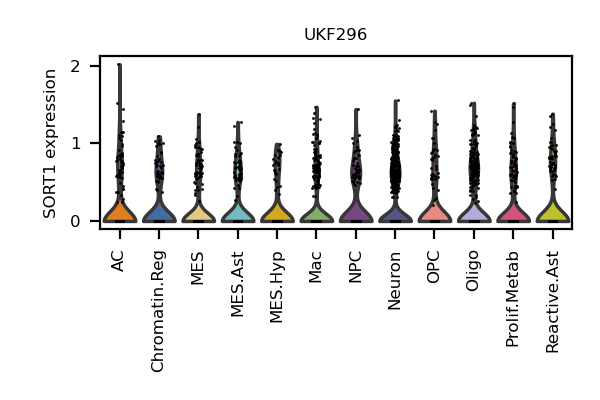 UKF296
SORT1 expression
2
1
0
AC
Chromatin.Reg
MES
MES.Ast
MES.Hyp
Mac
NPC
Neuron
OPC
Oligo
Prolif.Metab
Reactive.Ast